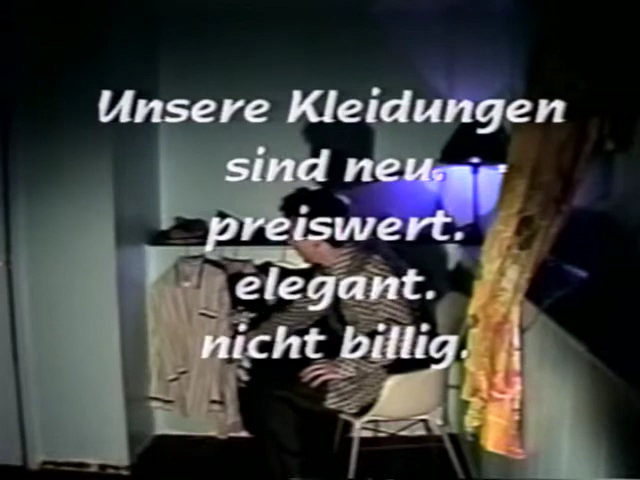 Unsere Kleidungen
sind neu.
preiswert.
elegant.
nicht billig.